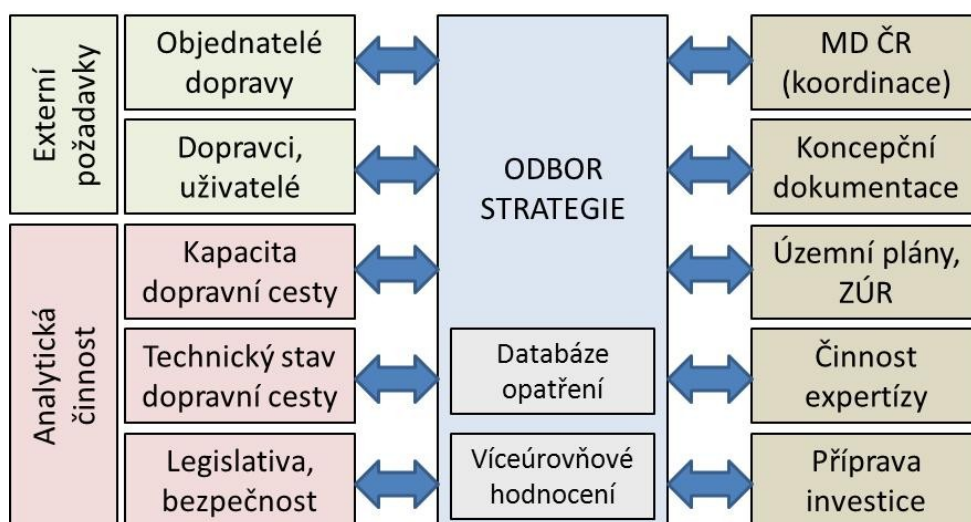 Externí
požadavky
Objednatelé
dopravy
Dopravci,
uživatelé
Analytická
činnost
Kapacita
dopravní cesty
Technický stav
dopravní cesty
Legislativa,
bezpečnost
ODBOR
STRATEGIE
Databáze
opatření
Víceúrovňové
hodnocení
MD ČR
(koordinace)
Koncepční
dokumentace
Územní plány,
ZÚR
Činnost
expertízy
Příprava
investice